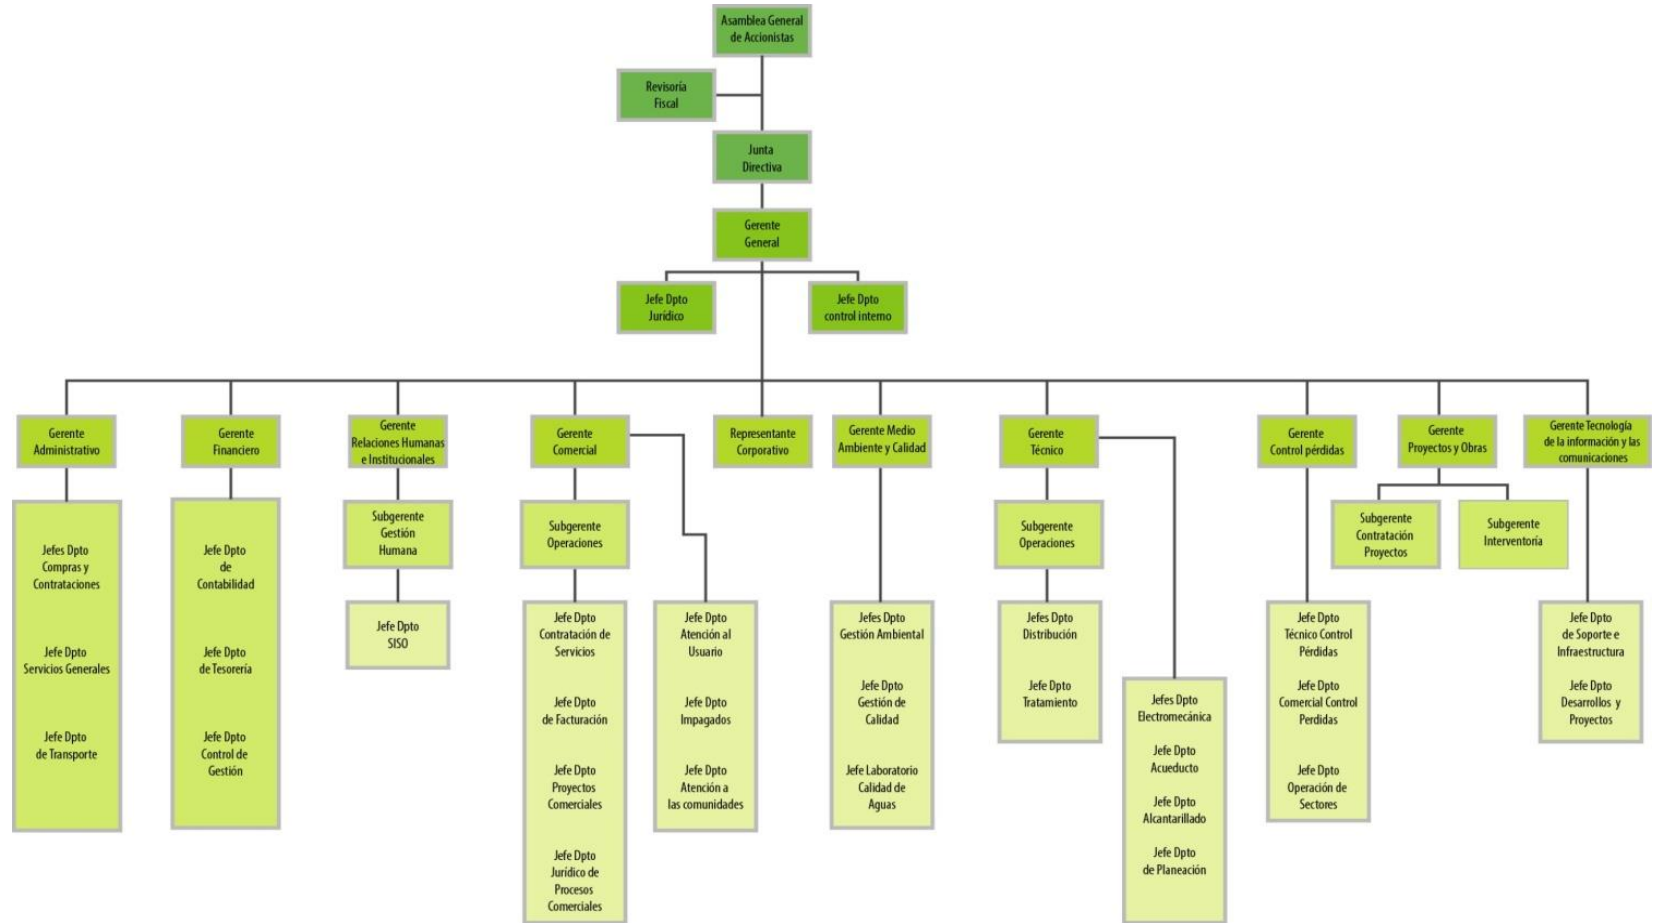 Asamblea General
de Accionistas
Revisoría
Fiscal
Junta
Directiva
Gerente
General
Jefe Dpto
Jurídico
Jefe Dpto
control interno
Gerente
Administrativo
Gerente
Financiero
Gerente
Relaciones Humanas
e Institucionales
Gerente
Comercial
Representante
Corporativo
Gerente Medio
Ambiente y Calidad
Gerente
Técnico
Gerente
Control pérdidas
Gerente
Proyectos y Obras
Gerente Tecnología
de la información y las
comunicaciones
Jefes Dpto
Compras y
Contrataciones
Jefe Dpto
Servicios Generales
Jefe Dpto
de Transporte
Jefe Dpto
de
Contabilidad
Jefe Dpto
de Tesorería
Jefe Dpto
Control de
Gestión
Subgerente
Gestión
Humana
Jefe Dpto
SISO
Subgerente
Operaciones
Jefe Dpto
Contratación de
Servicios
Jefe Dpto
de Facturación
Jefe Dpto
Proyectos
Comerciales
Jefe Dpto
Jurídico de
Procesos
Comerciales
Jefe Dpto
Atención al
Usuario
Jefe Dpto
Impagados
Jefe Dpto
Atención a
las comunidades
Jefes Dpto
Gestión Ambiental
Jefe Dpto
Gestión de
Calidad
Jefe Laboratorio
Calidad de
Aguas
Subgerente
Operaciones
Jefes Dpto
Distribución
Jefe Dpto
Tratamiento
Jefes Dpto
Electromecánica
Jefe Dpto
Acueducto
Jefe Dpto
Alcantarillado
Jefe Dpto
de Planeación
Jefe Dpto
Técnico Control
Pérdidas
Jefe Dpto
Comercial Control
Perdidas
Jefe Dpto
Operación de
Sectores
Subgerente
Contratación
Proyectos
Subgerente
Interventoría
Jefe Dpto
de Soporte e
Infraestructura
Jefe Dpto
Desarrollos y
Proyectos